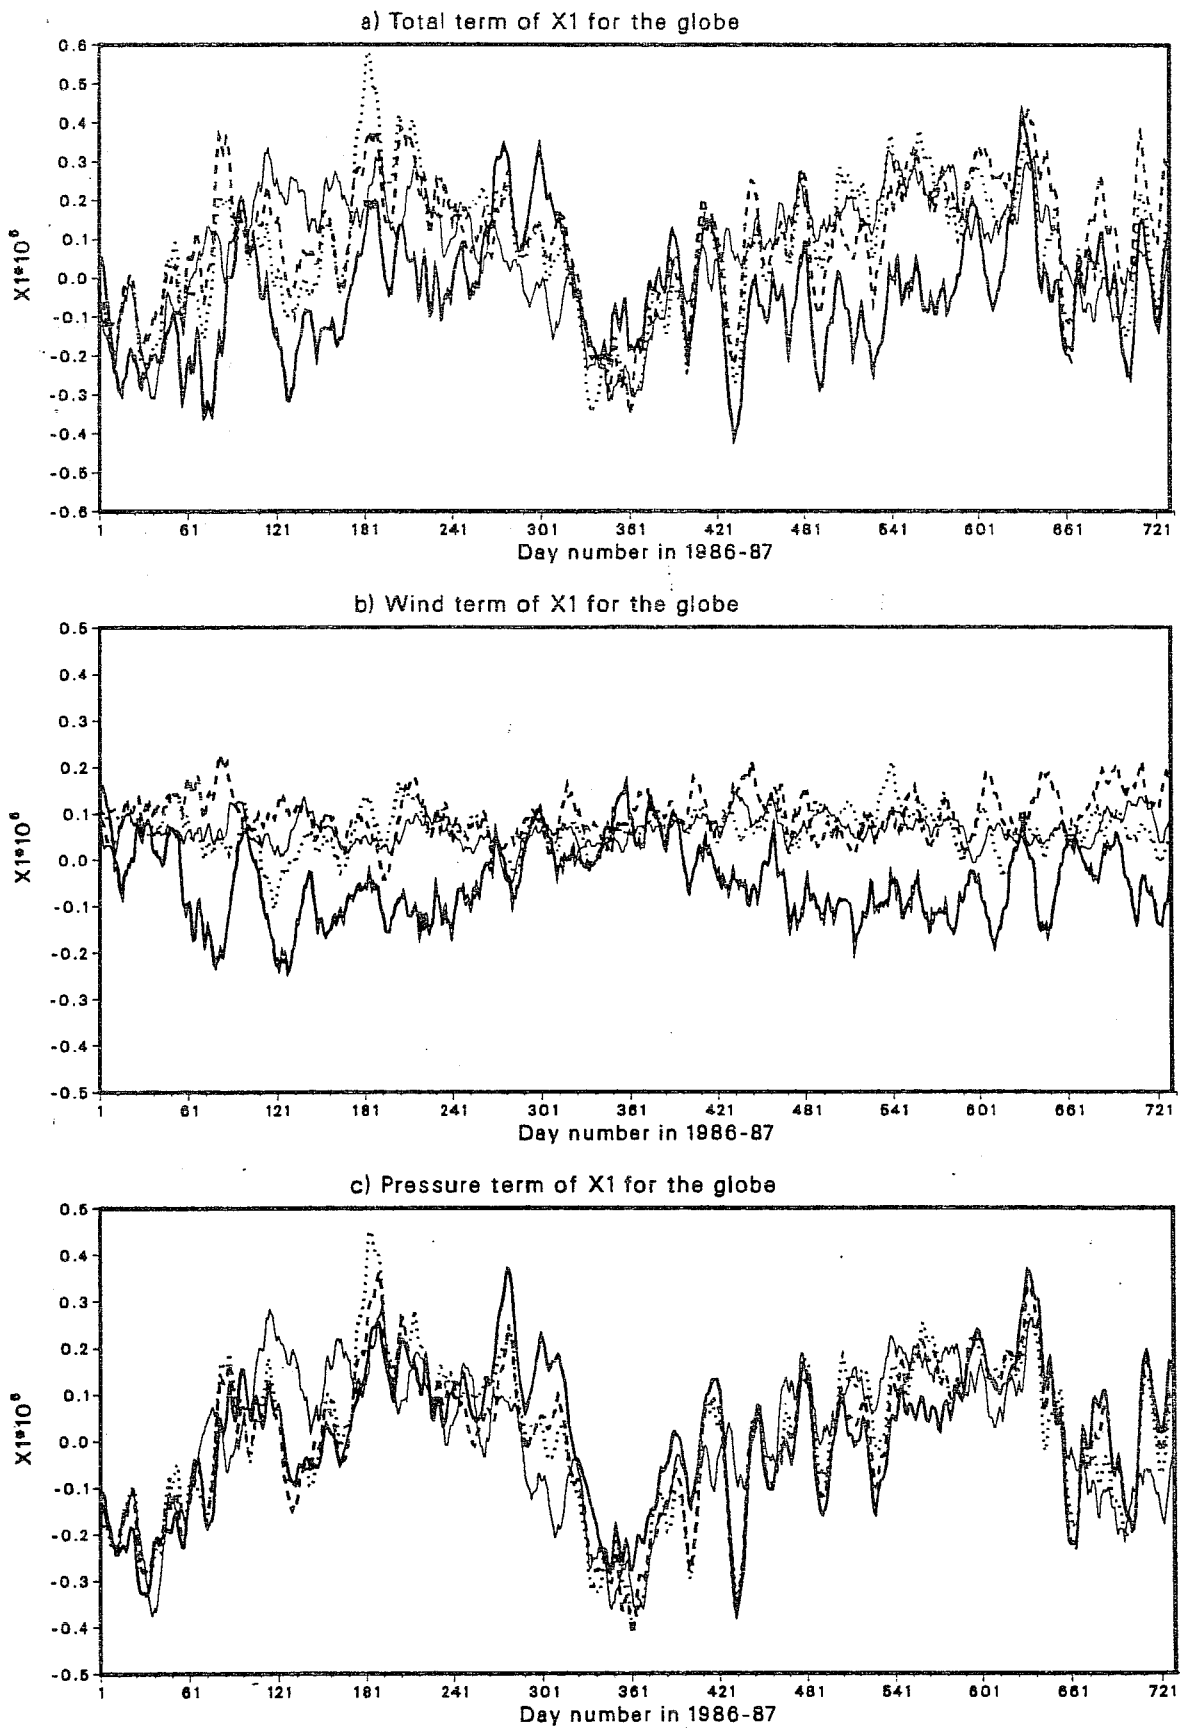 a) Total term of X1 for the globe
0.6
0.5
0.4
0.3
0.2
0.1
0.0
-0.1
-0.2
-0.3
-0.4
-0.5
-0.6
X1*10⁶
1 61 121 181 241 301 361 421 481 541 601 661 721
Day number in 1986-87
b) Wind term of X1 for the globe
0.5
0.4
0.3
0.2
0.1
0.0
-0.1
-0.2
-0.3
-0.4
-0.5
X1*10⁶
1 61 121 181 241 301 361 421 481 541 601 661 721
Day number in 1986-87
c) Pressure term of X1 for the globe
0.5
0.4
0.3
0.2
0.1
0.0
-0.1
-0.2
-0.3
-0.4
-0.5
X1*10⁶
1 61 121 181 241 301 361 421 481 541 601 661 721
Day number in 1986-87